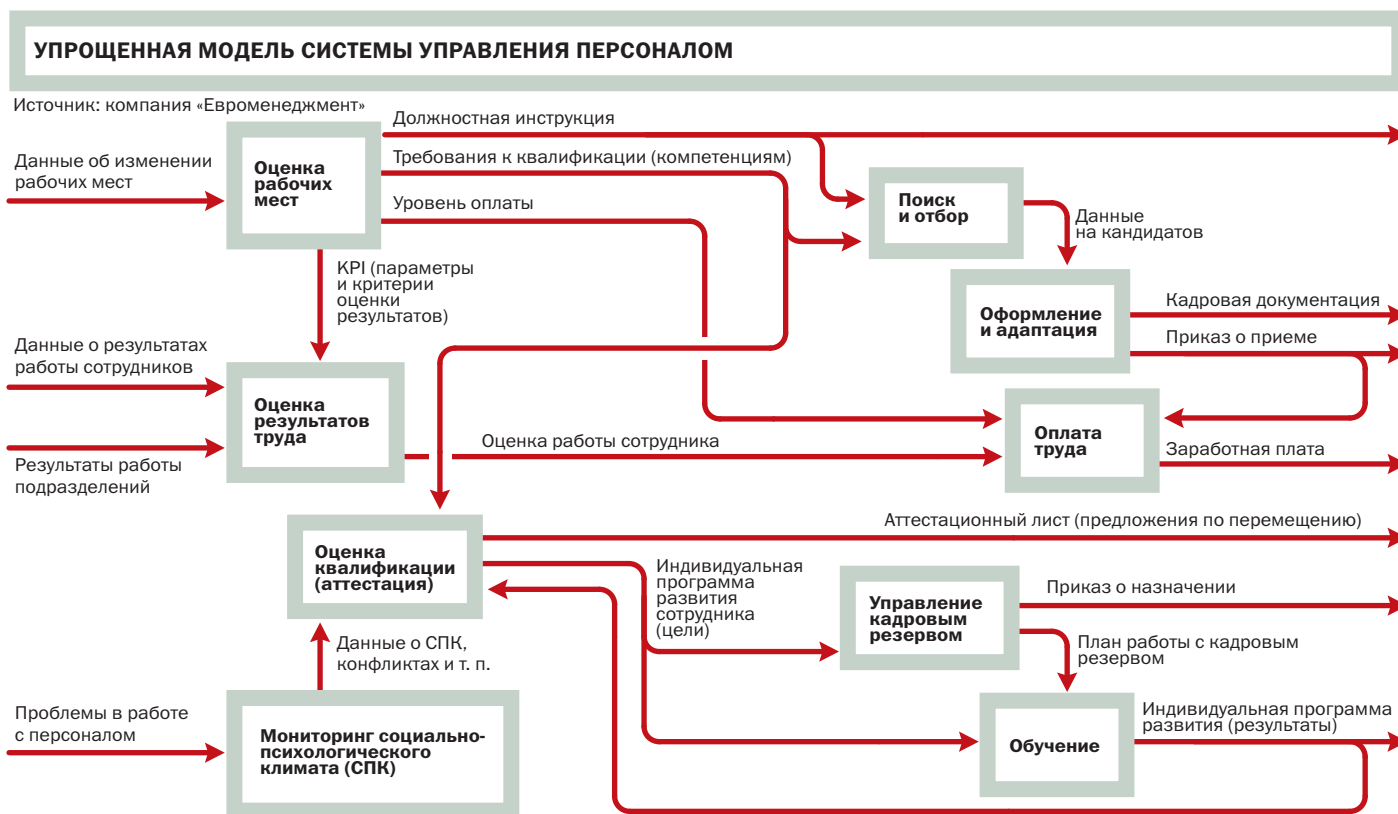 УПРОЩЕННАЯ МОДЕЛЬ СИСТЕМЫ УПРАВЛЕНИЯ ПЕРСОНАЛОМ
Источник: компания «Евроменеджмент»
Данные об изменении
рабочих мест
Оценка
рабочих
мест
Должностная инструкция
Требования к квалификации (компетенциям)
Уровень оплаты
Поиск
и отбор
Данные
на кандидатов
KPI (параметры
и критерии
оценки
результатов)
Оформление
и адаптация
Кадровая документация
Приказ о приеме
Данные о результатах
работы сотрудников
Оценка
результатов
труда
Результаты работы
подразделений
Оценка работы сотрудника
Оплата
труда
Заработная плата
Аттестационный лист (предложения по перемещению)
Оценка
квалификации
(аттестация)
Индивидуальная
программа
развития
сотрудника
(цели)
Управление
кадровым
резервом
Приказ о назначении
План работы с кадровым
резервом
Данные о СПК,
конфликтах и т. п.
Проблемы в работе
с персоналом
Мониторинг социально-
психологического
климата (СПК)
Обучение
Индивидуальная программа
развития (результаты)